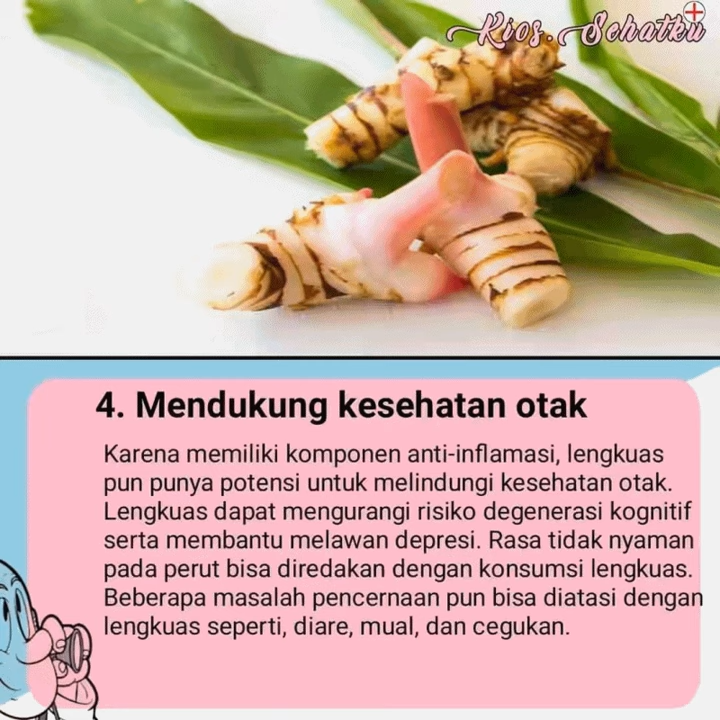 Kios.Sehatku
4. Mendukung kesehatan otak
Karena memiliki komponen anti-inflamasi, lengkuas
pun punya potensi untuk melindungi kesehatan otak.
Lengkuas dapat mengurangi risiko degenerasi kognitif
serta membantu melawan depresi. Rasa tidak nyaman
pada perut bisa diredakan dengan konsumsi lengkuas.
Beberapa masalah pencernaan pun bisa diatasi dengan
lengkuas seperti, diare, mual, dan cegukan.